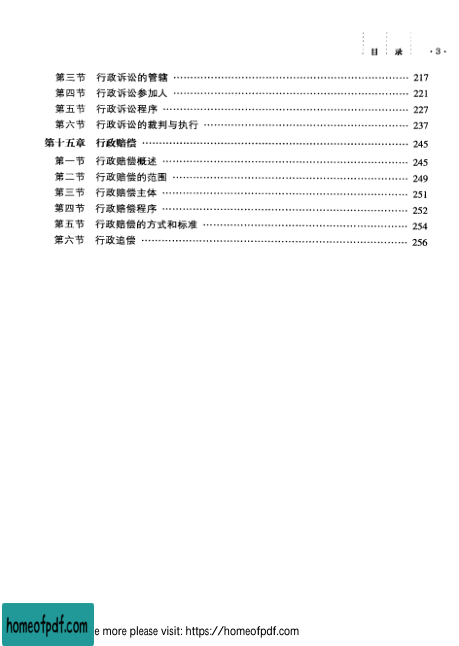 目 录 ·3·
第三节 行政诉讼的管辖 217
第四节 行政诉讼参加人 221
第五节 行政诉讼程序 227
第六节 行政诉讼的裁判与执行 237
第十五章 行政赔偿 245
第一节 行政赔偿概述 245
第二节 行政赔偿的范围 249
第三节 行政赔偿主体 251
第四节 行政赔偿程序 252
第五节 行政赔偿的方式和标准 254
第六节 行政追偿 256
homeofpdf.com e more please visit: https://homeofpdf.com